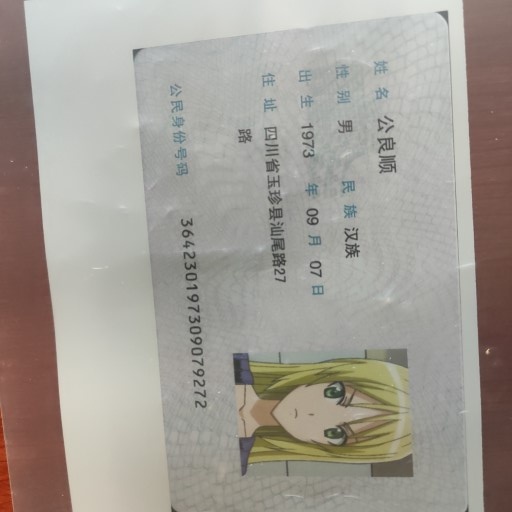 姓名 公良顺
性别 男 民族 汉族
出生 1973 年 09 月 07 日
住址 四川省玉珍县汕尾路27
路
公民身份号码 364230197309079272